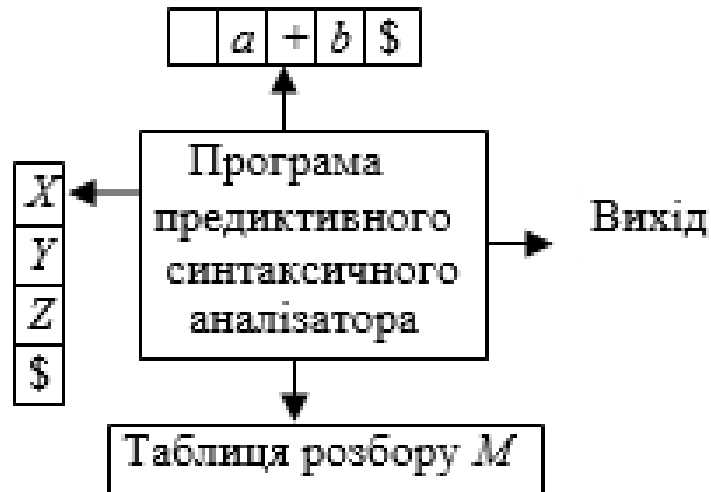 a + b $
Програма
предиктивного
синтаксичного
аналізатора
X
Y
Z
$
Вихід
Таблиця розбору M